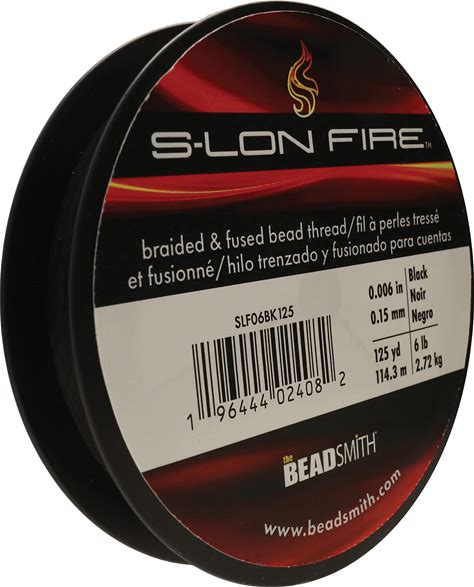 S-LON FIRE™
braided & fused bead thread/fil à perles tressé
et fusionné/hilo trenzado y fusionado para cuentas
SLF06BK125
1 96444 02408 2
0.006 in Black
Noir
0.15 mm Negro
125 yd 6 lb
114.3 m 2.72 kg
the BEADSMITH™
www.beadsmith.com